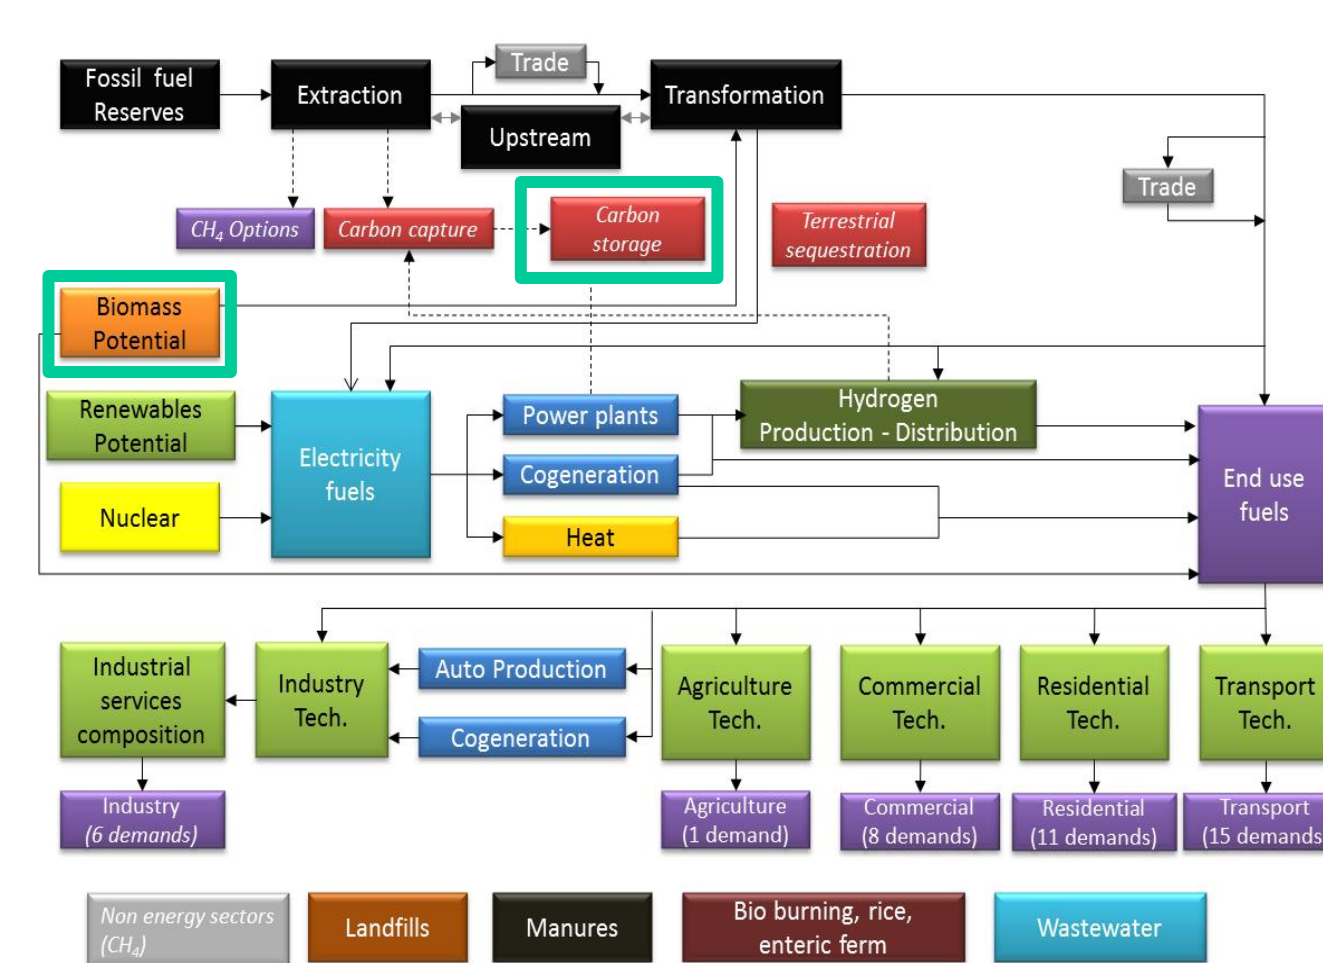 Fossil fuel
Reserves
Extraction
Trade
Transformation
Upstream
Trade
CH₄ Options
Carbon capture
Carbon
storage
Terrestrial
sequestration
Biomass
Potential
Renewables
Potential
Nuclear
Electricity
fuels
Power plants
Cogeneration
Heat
Hydrogen
Production - Distribution
End use
fuels
Industrial
services
composition
Industry
Tech.
Auto Production
Cogeneration
Agriculture
Tech.
Commercial
Tech.
Residential
Tech.
Transport
Tech.
Industry
(6 demands)
Agriculture
(1 demand)
Commercial
(8 demands)
Residential
(11 demands)
Transport
(15 demands
Non energy sectors
(CH₄)
Landfills
Manures
Bio burning, rice,
enteric ferm
Wastewater